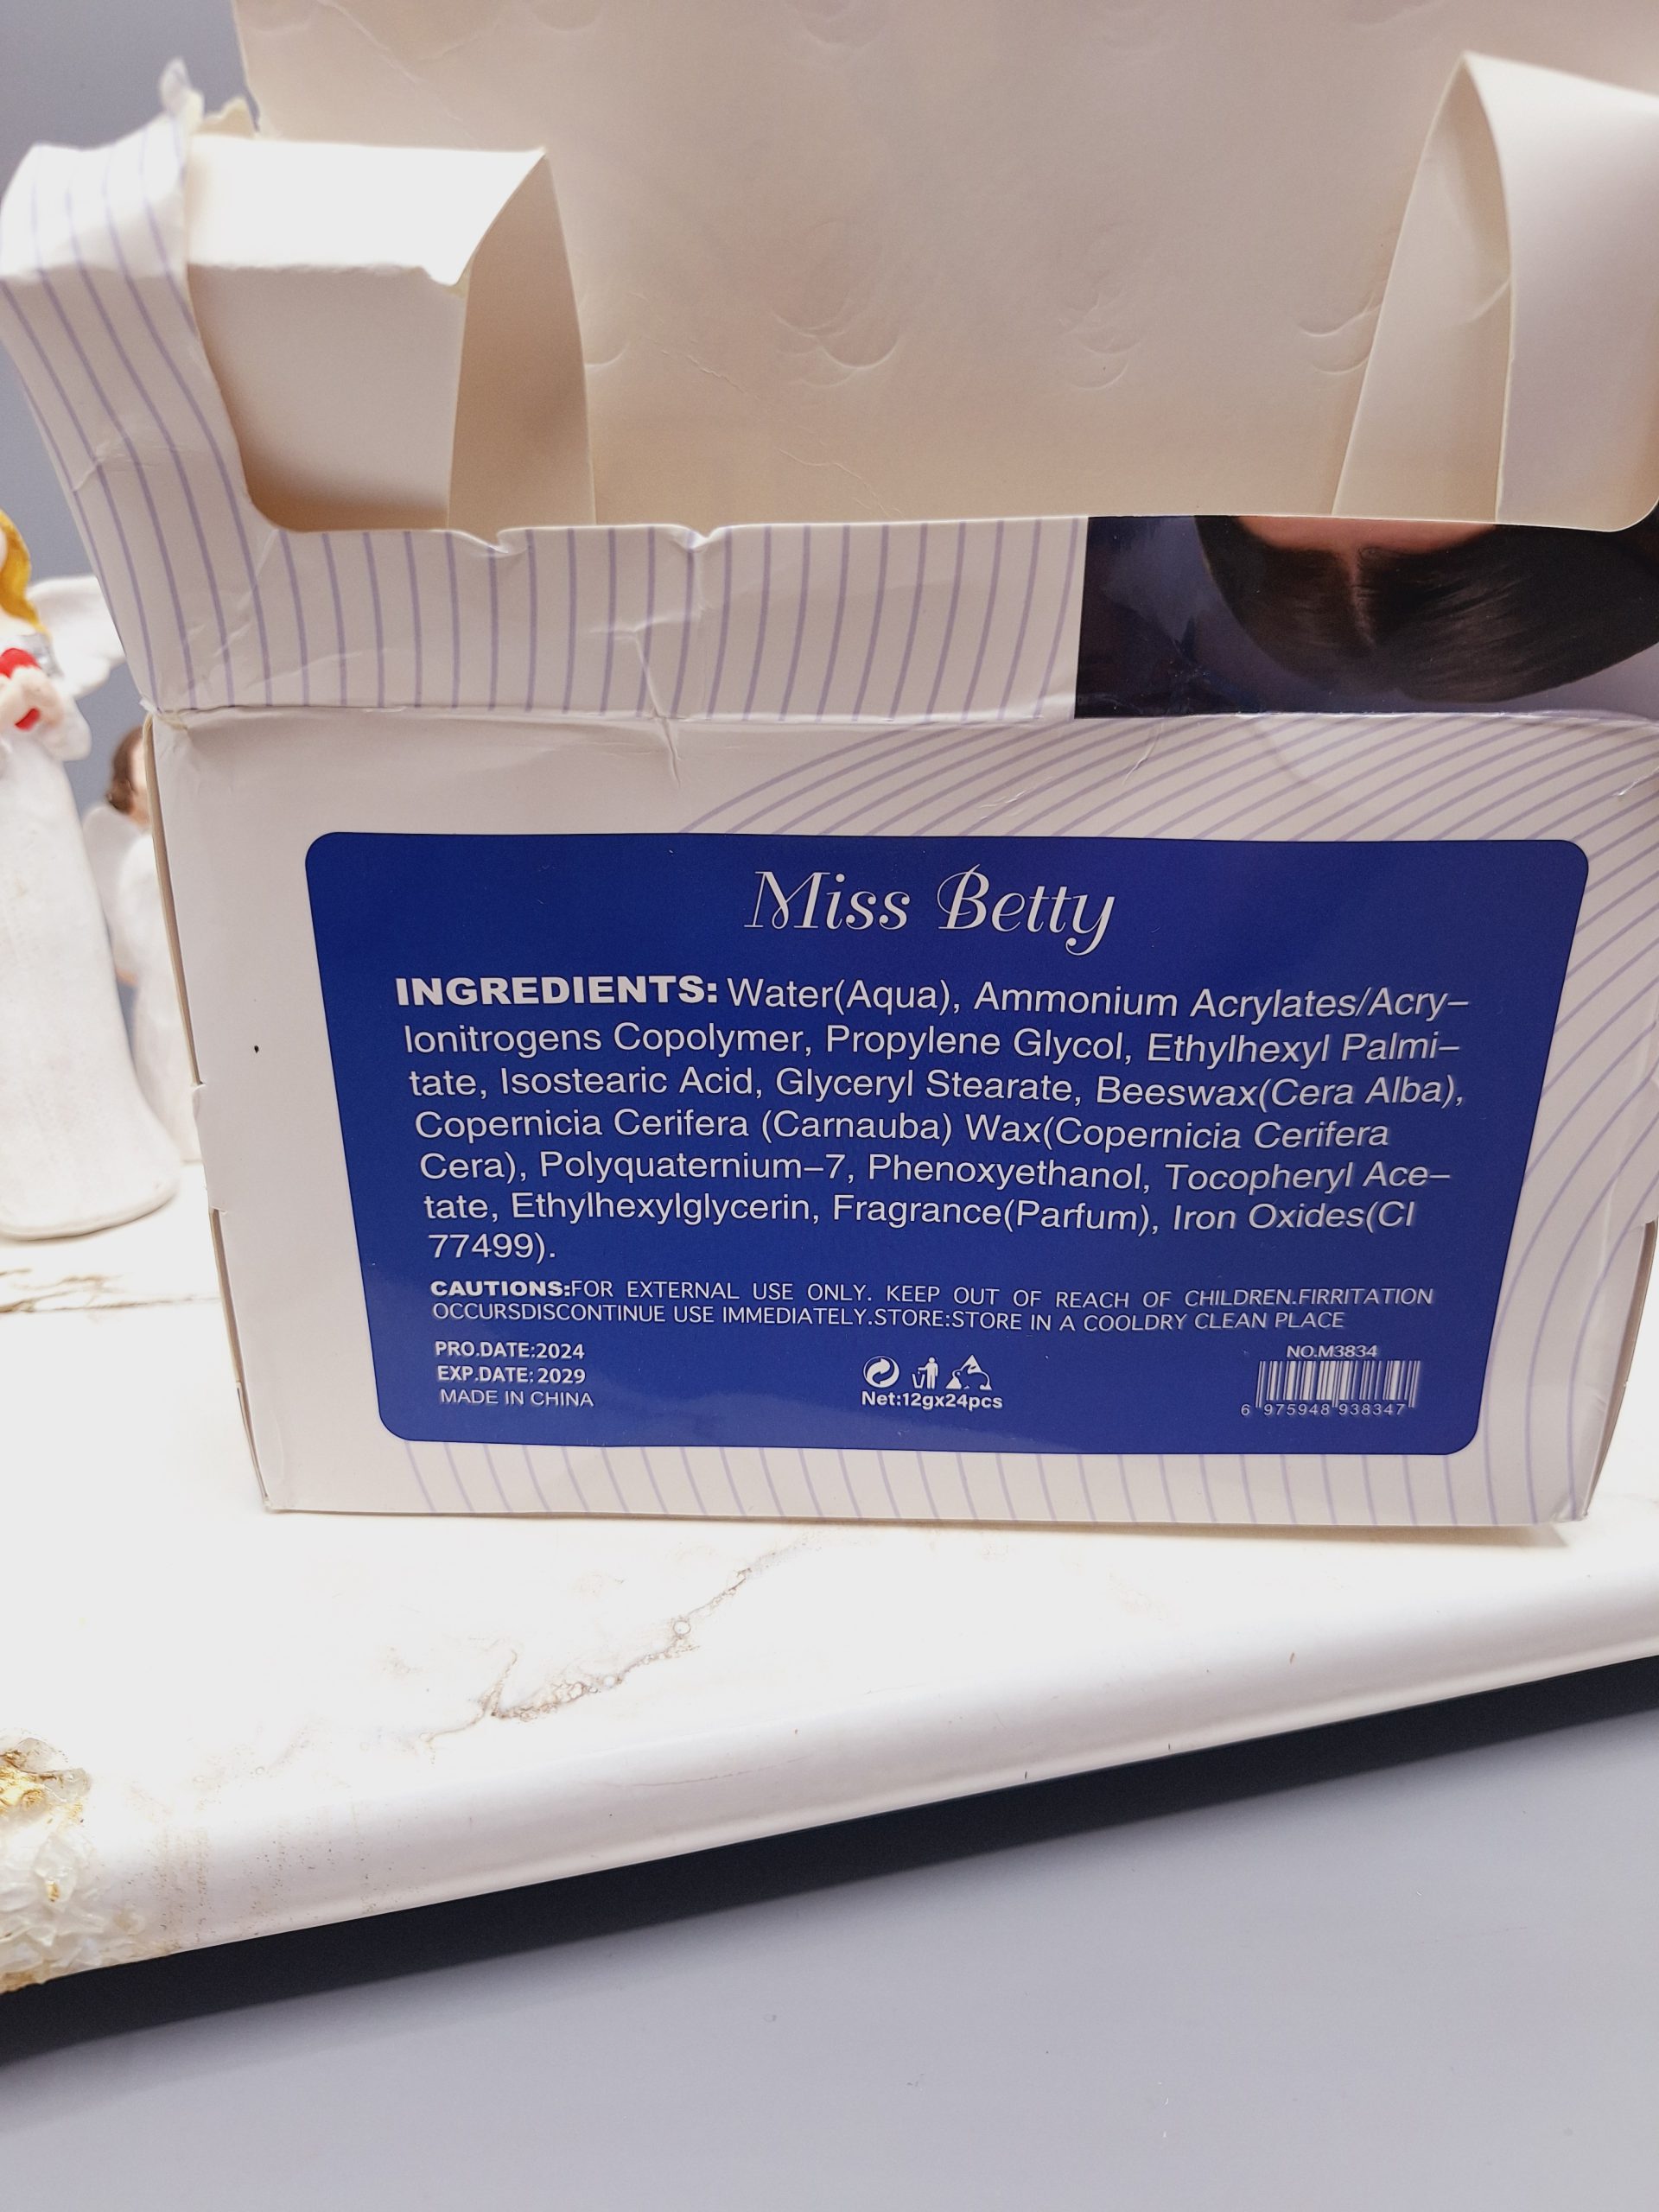 Miss Betty
INGREDIENTS: Water(Aqua), Ammonium Acrylates/Acry–
lonitrogens Copolymer, Propylene Glycol, Ethylhexyl Palmi–
tate, Isostearic Acid, Glyceryl Stearate, Beeswax(Cera Alba),
Copernicia Cerifera (Carnauba) Wax(Copernicia Cerifera
Cera), Polyquaternium–7, Phenoxyethanol, Tocopheryl Ace–
tate, Ethylhexylglycerin, Fragrance(Parfum), Iron Oxides(CI
77499).
CAUTIONS:FOR EXTERNAL USE ONLY. KEEP OUT OF REACH OF CHILDREN.FIRRITATION
OCCURSDISCONTINUE USE IMMEDIATELY.STORE:STORE IN A COOLDRY CLEAN PLACE
PRO.DATE:2024
EXP.DATE: 2029
MADE IN CHINA
Net:12gx24pcs
NO.M3834
6 975948 938347